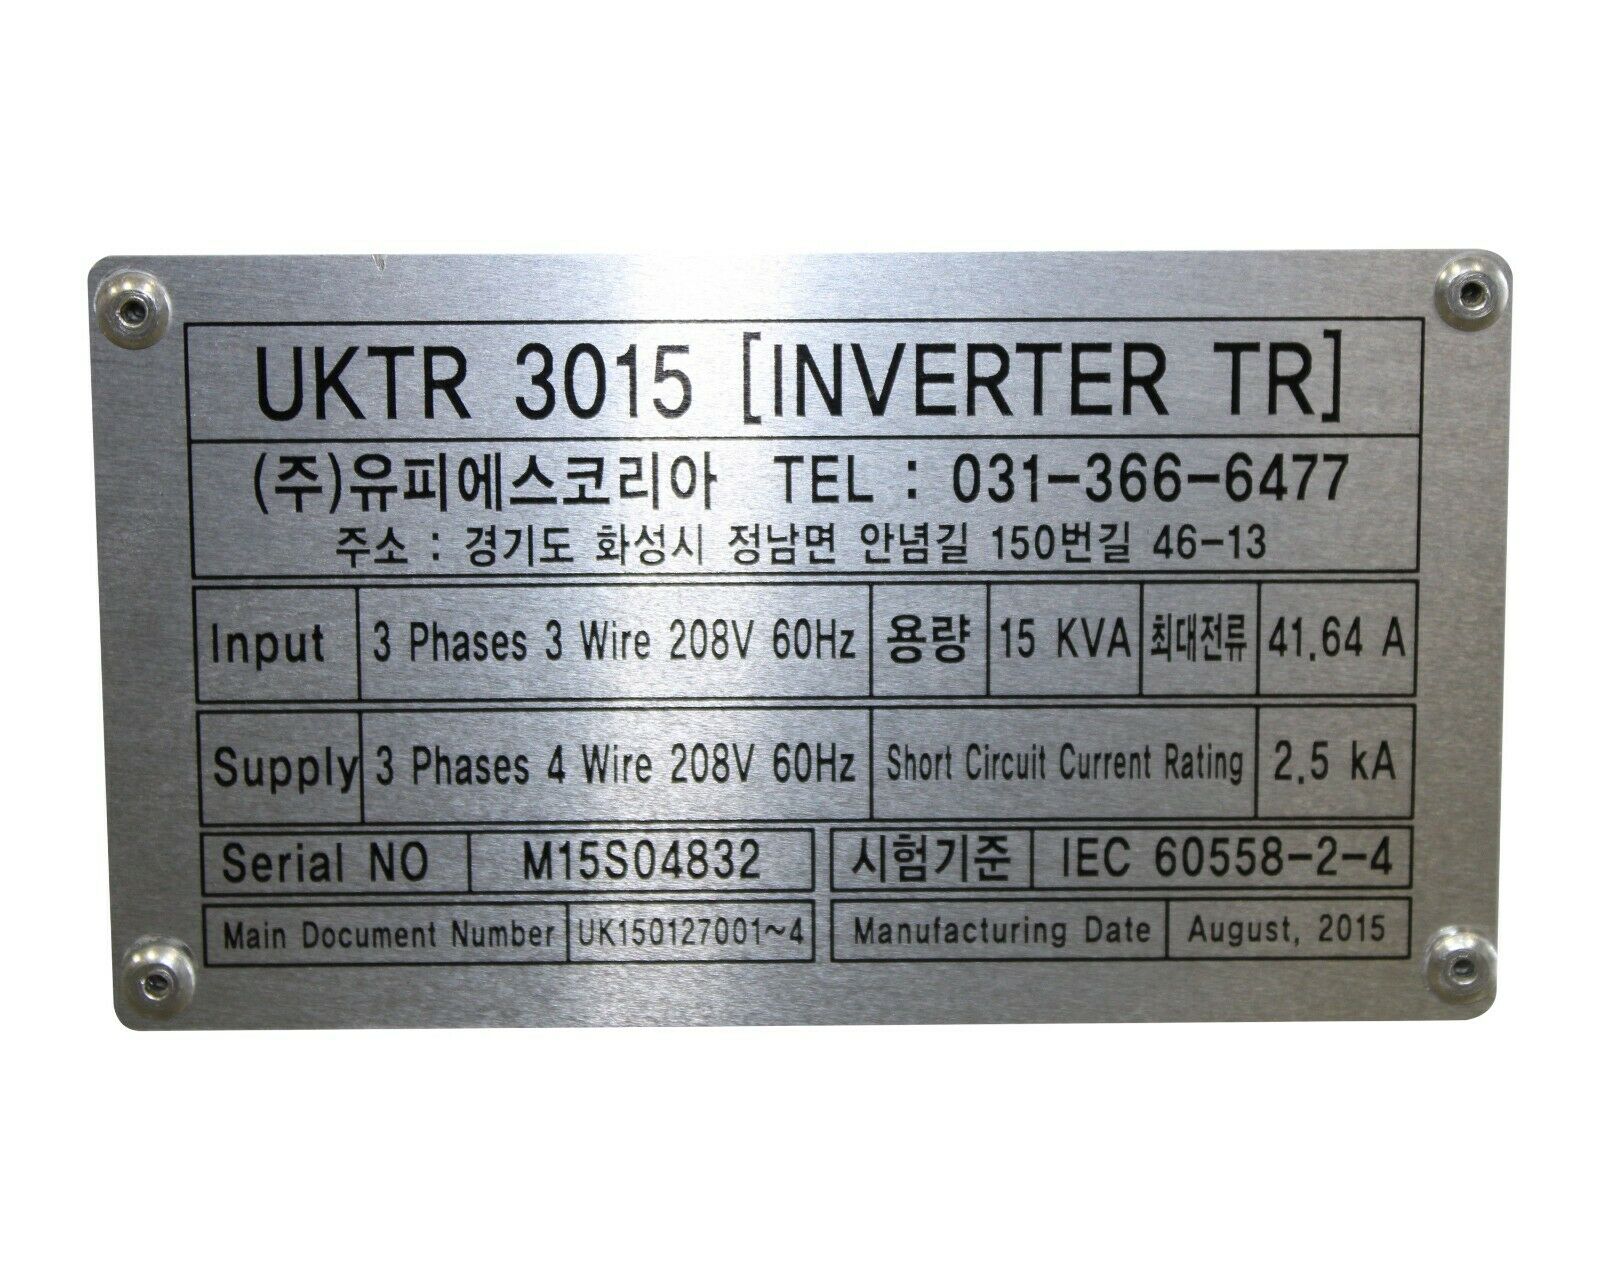 UKTR 3015 [INVERTER TR]
(주)유피에스코리아 TEL : 031-366-6477
주소 : 경기도 화성시 정남면 안녕길 150번길 46-13
Input 3 Phases 3 Wire 208V 60Hz 용량 15 KVA 최대전류 41.64 A
Supply 3 Phases 4 Wire 208V 60Hz Short Circuit Current Rating 2.5 kA
Serial NO M15S04832 시험기준 IEC 60558-2-4
Main Document Number UK150127001~4 Manufacturing Date August, 2015